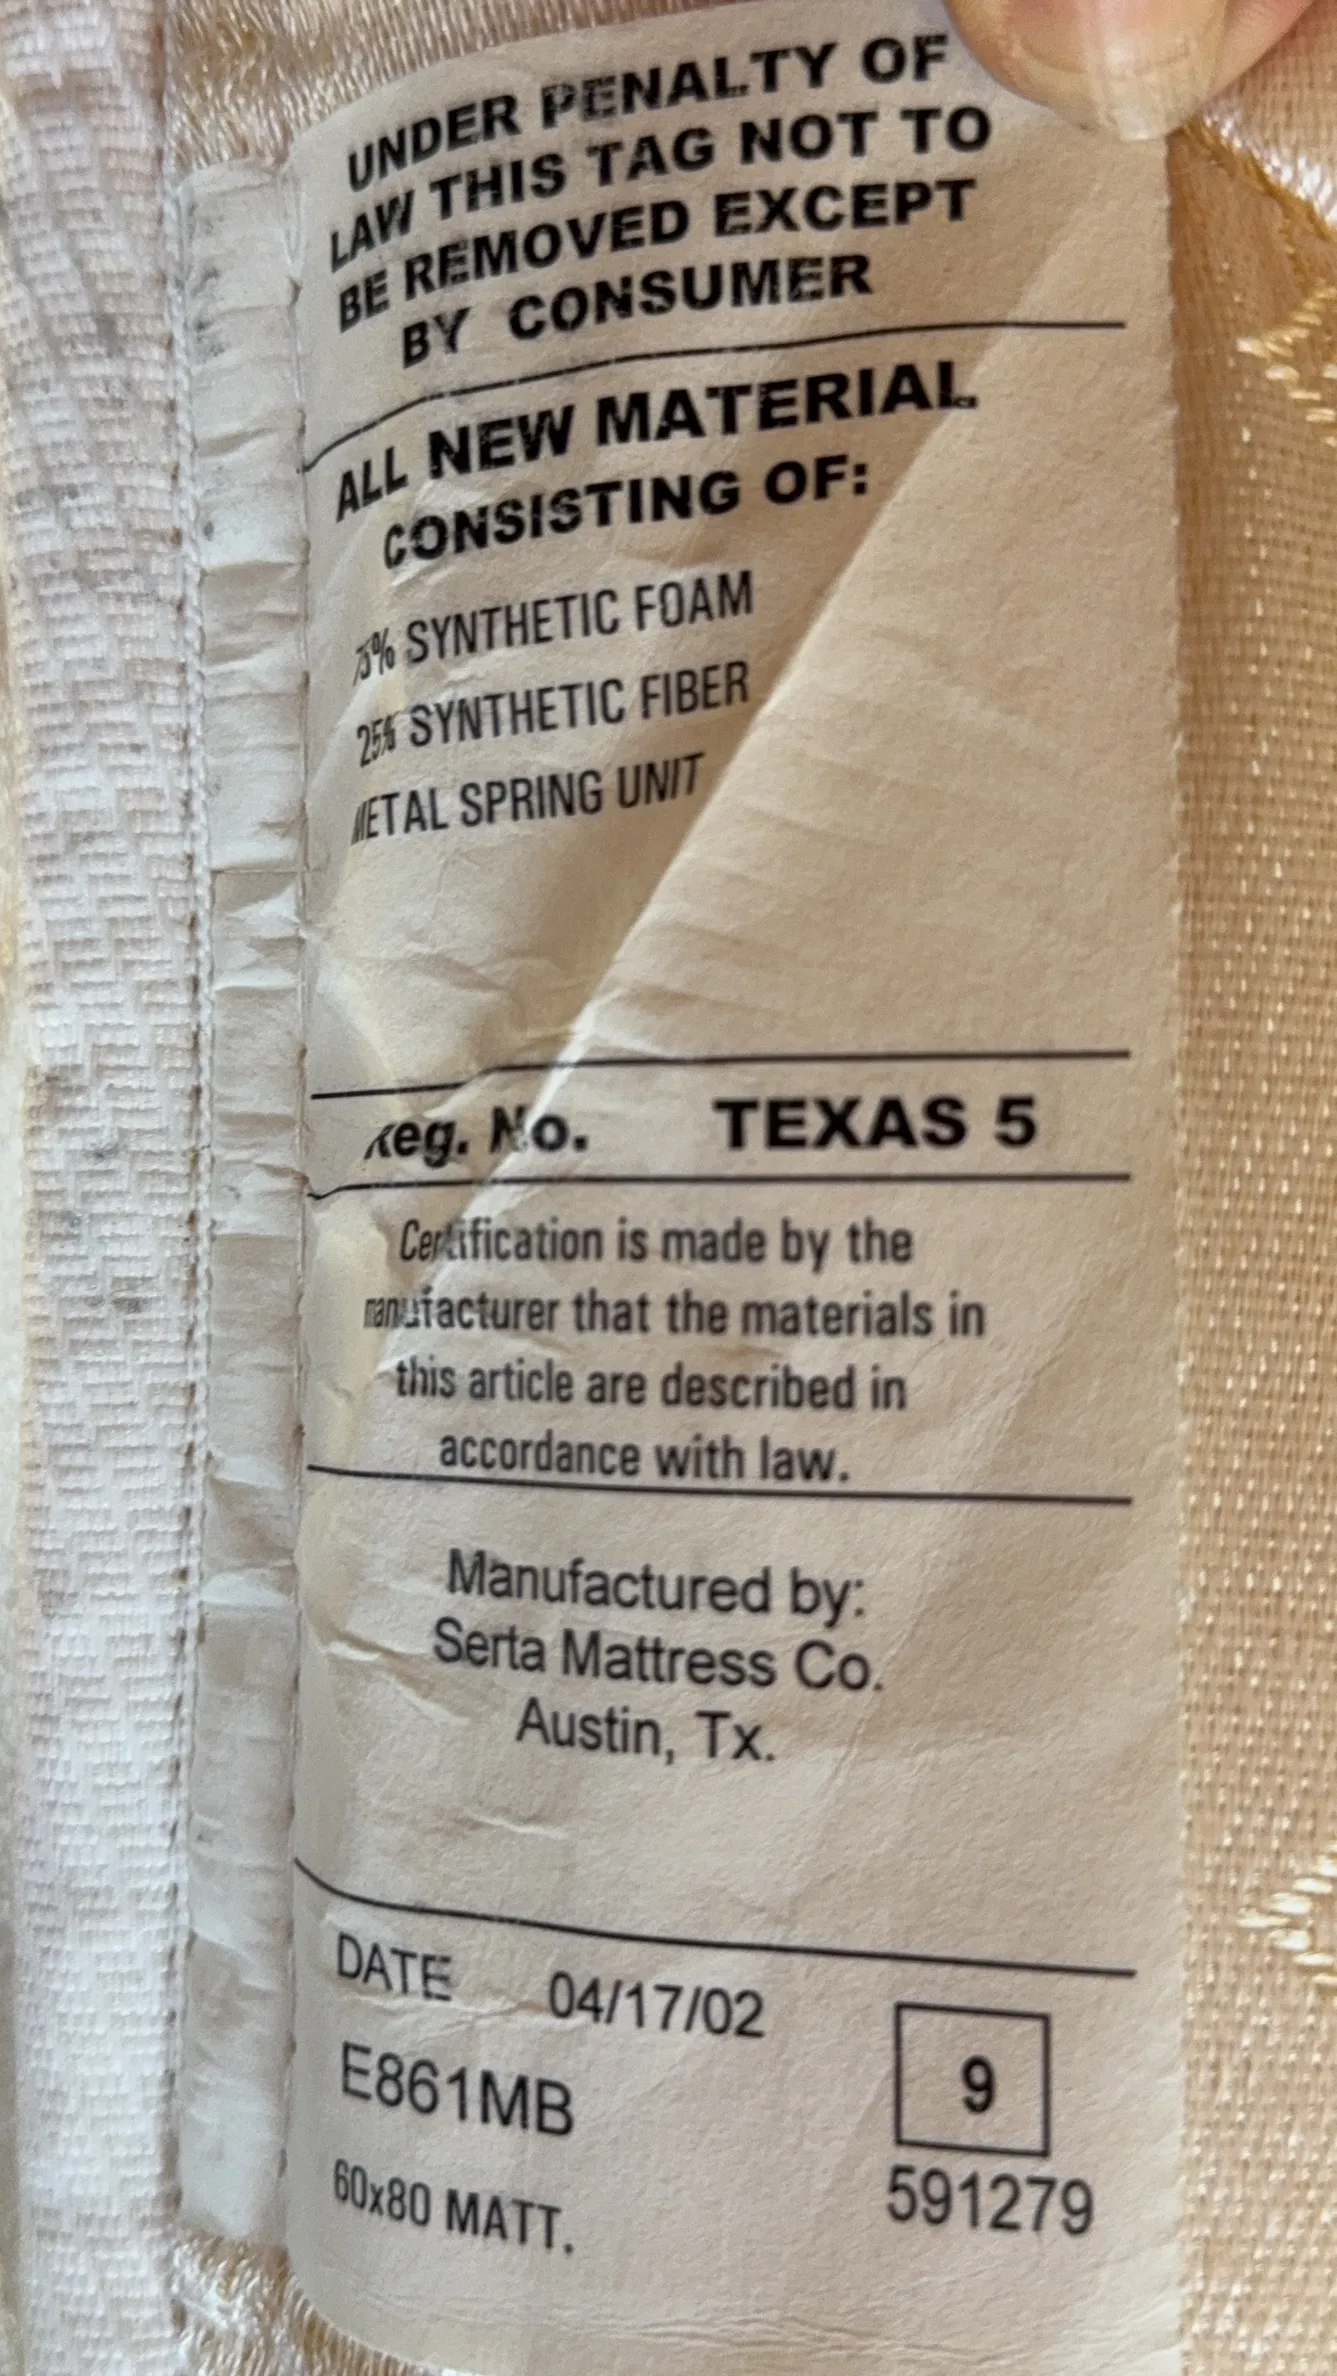 UNDER PENALTY OF
LAW THIS TAG NOT TO
BE REMOVED EXCEPT
BY CONSUMER
ALL NEW MATERIAL
CONSISTING OF:
75% SYNTHETIC FOAM
25% SYNTHETIC FIBER
METAL SPRING UNIT
Reg. No. TEXAS 5
Certification is made by the
manufacturer that the materials in
this article are described in
accordance with law.
Manufactured by:
Serta Mattress Co.
Austin, Tx.
DATE 04/17/02
E861MB
9
60x80 MATT.
591279